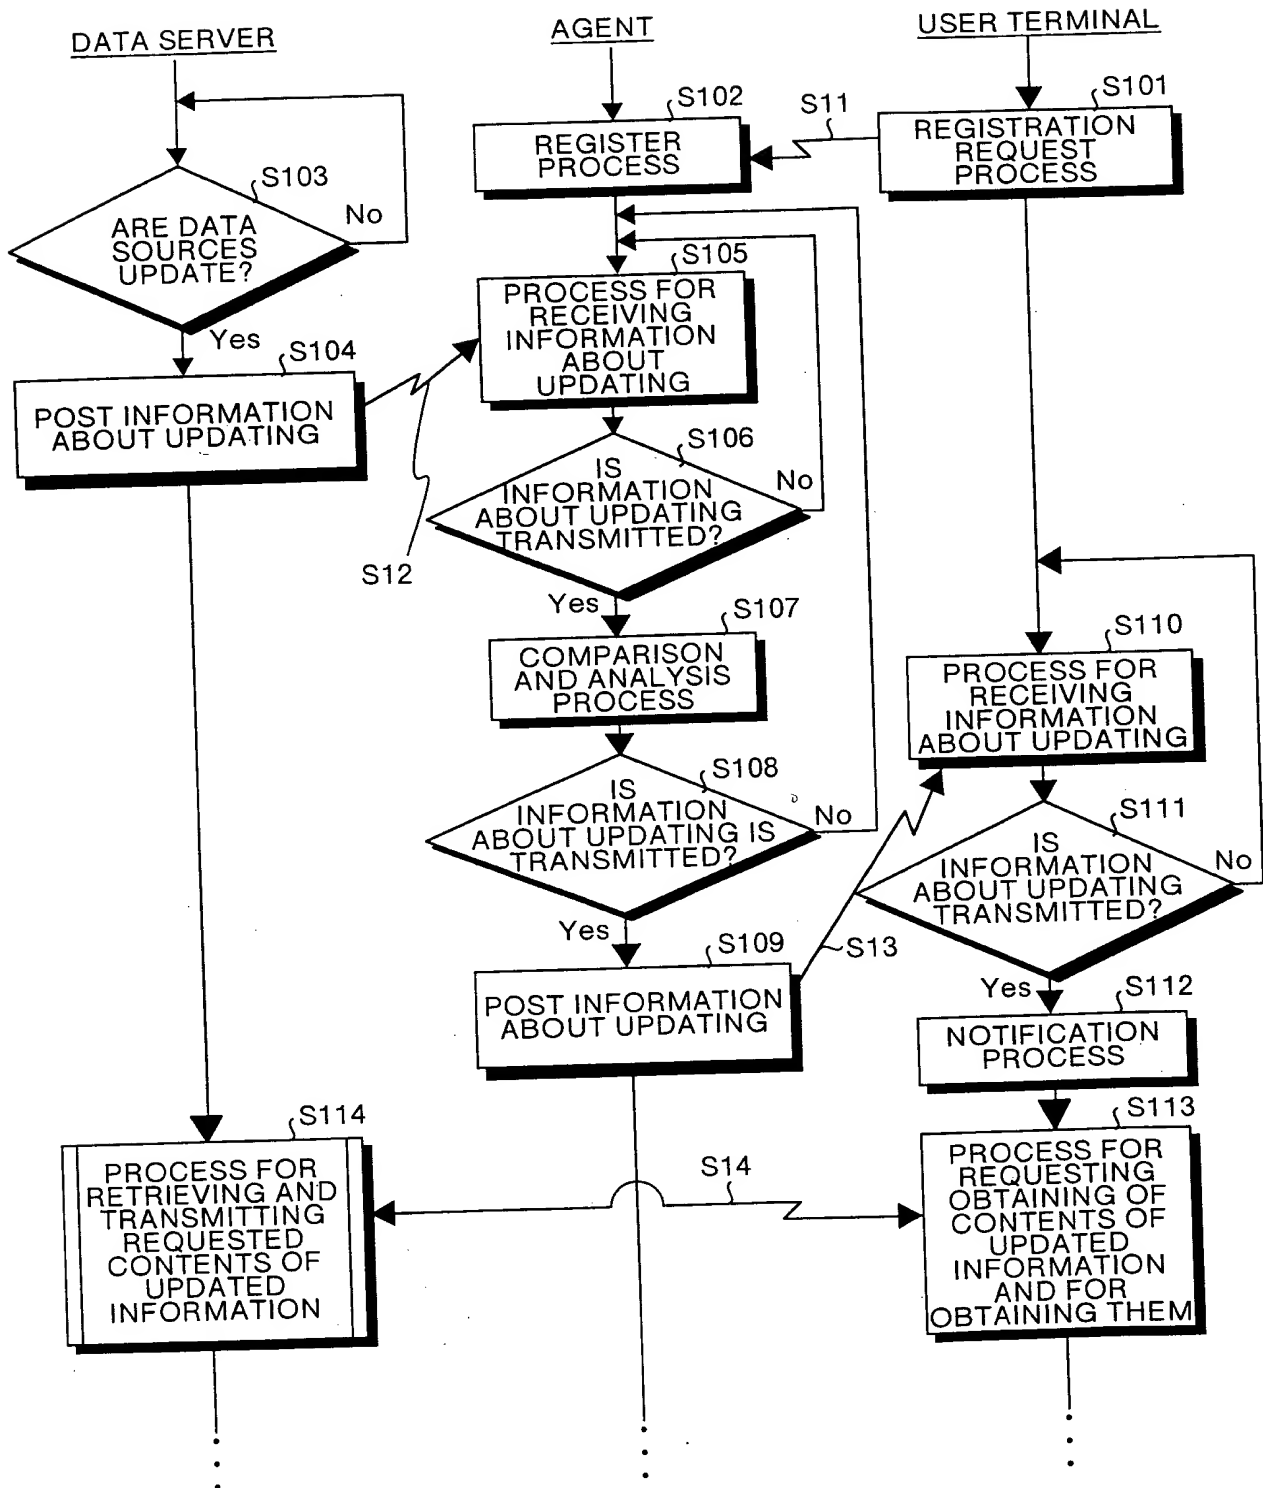 DATA SERVER
AGENT
USER TERMINAL
S102
S11
S101
REGISTER
PROCESS
REGISTRATION
REQUEST
PROCESS
S103
No
ARE DATA
SOURCES
UPDATE?
Yes
S104
POST INFORMATION
ABOUT UPDATING
S12
S105
PROCESS FOR
RECEIVING
INFORMATION
ABOUT
UPDATING
S106
IS
INFORMATION
ABOUT UPDATING
TRANSMITTED?
No
Yes
S107
COMPARISON
AND ANALYSIS
PROCESS
S108
IS
INFORMATION
ABOUT UPDATING IS
TRANSMITTED?
No
Yes
S109
POST INFORMATION
ABOUT UPDATING
S13
S110
PROCESS FOR
RECEIVING
INFORMATION
ABOUT UPDATING
S111
IS
INFORMATION
ABOUT UPDATING
TRANSMITTED?
No
Yes
S112
NOTIFICATION
PROCESS
S113
PROCESS FOR
REQUESTING
OBTAINING OF
CONTENTS OF
UPDATED
INFORMATION
AND FOR
OBTAINING THEM
S14
S114
PROCESS FOR
RETRIEVING AND
TRANSMITTING
REQUESTED
CONTENTS OF
UPDATED
INFORMATION